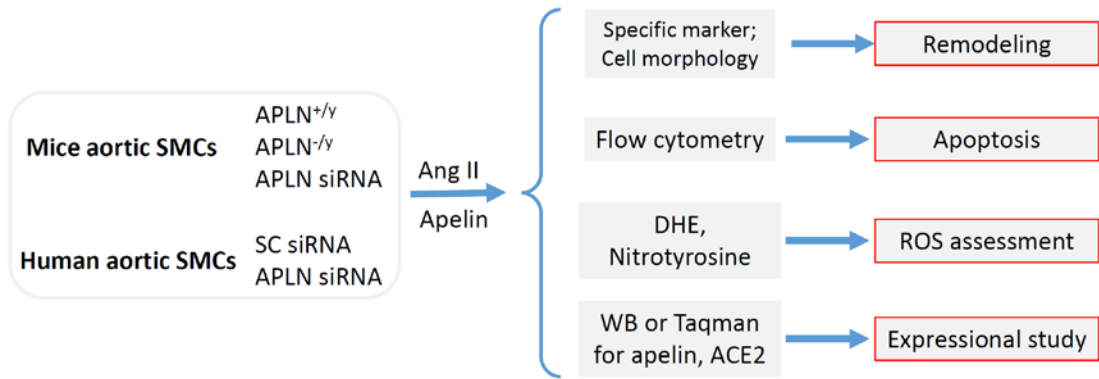 APLN+/y
Mice aortic SMCs
APLN-/y
APLN siRNA
Human aortic SMCs
SC siRNA
APLN siRNA
Ang II
Apelin
Specific marker;
Cell morphology
Remodeling
Flow cytometry
Apoptosis
DHE,
Nitrotyrosine
ROS assessment
WB or Taqman
for apelin, ACE2
Expressional study